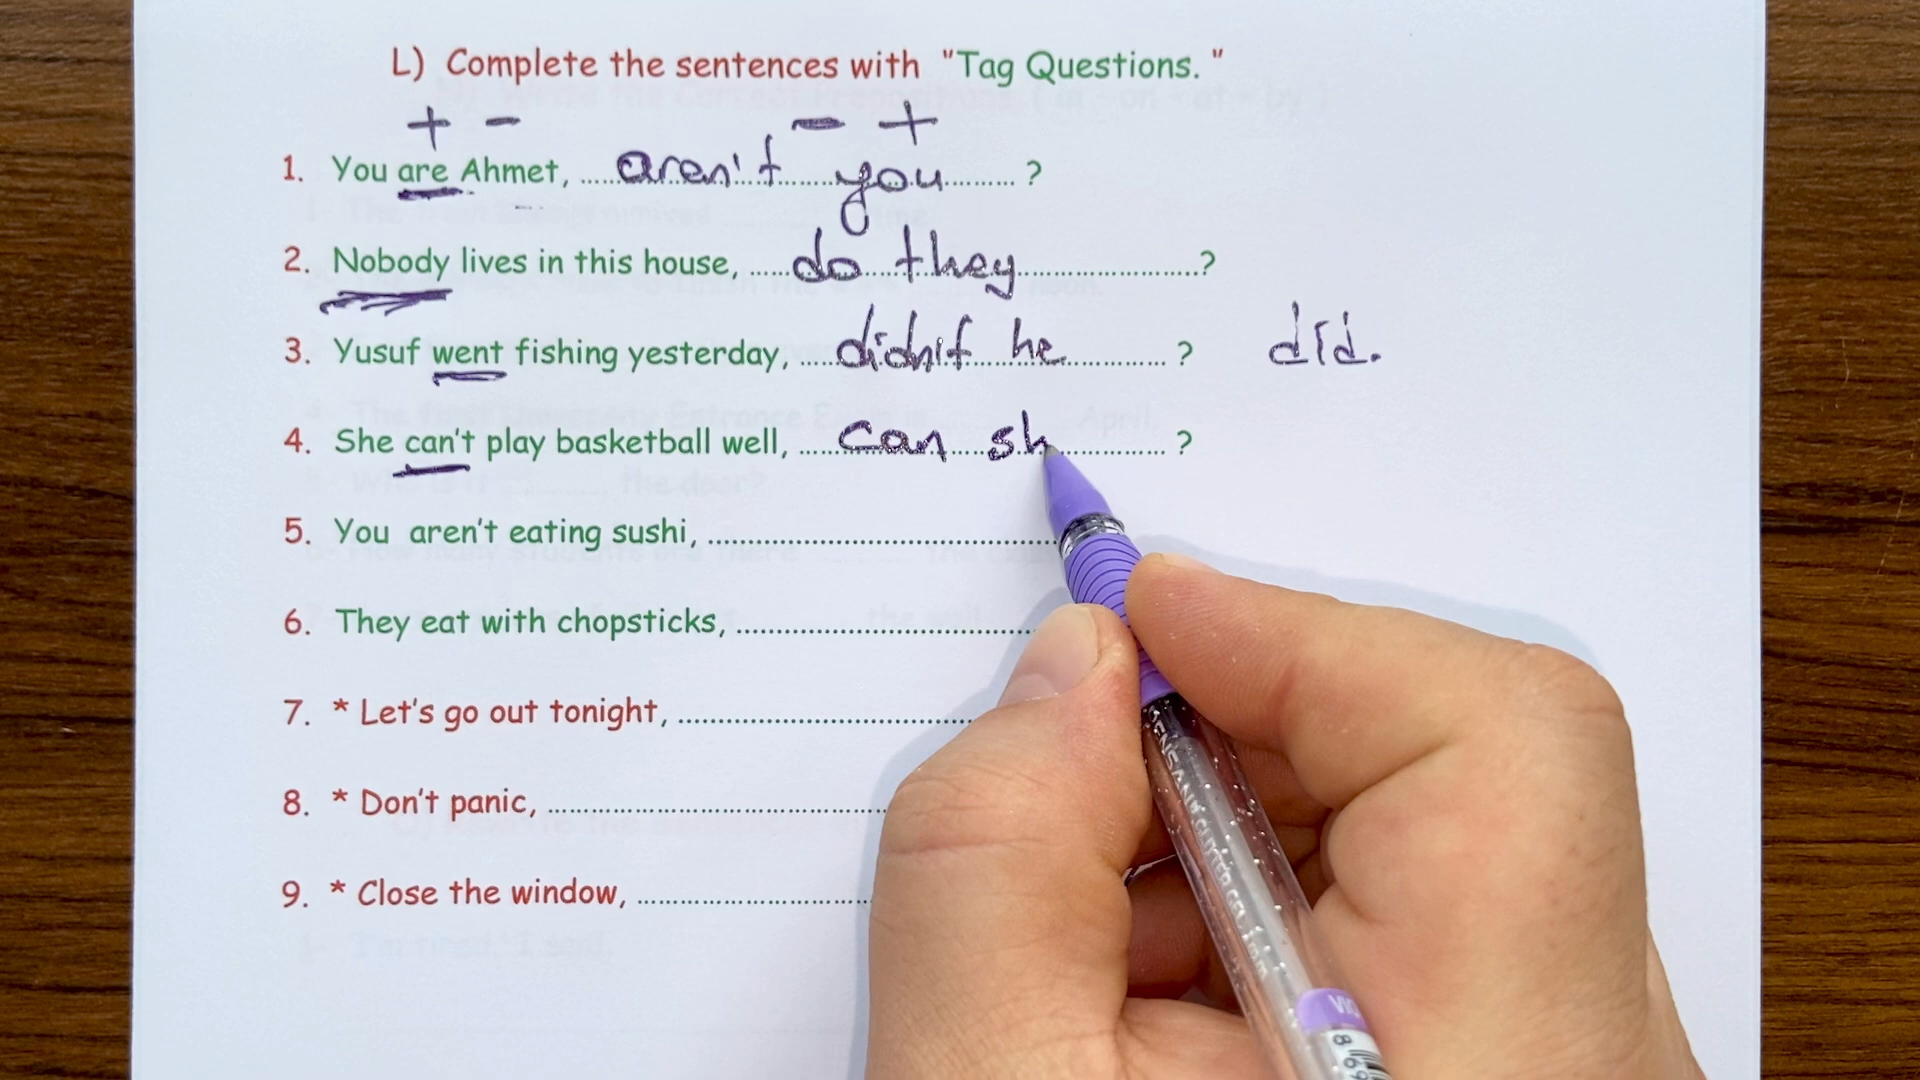 L) Complete the sentences with "Tag Questions."
+ - - +
1. You are Ahmet, ..... aren't you ..... ?
2. Nobody lives in this house, ..... do they ..... ?
3. Yusuf went fishing yesterday, ..... didn't he ..... ? did.
4. She can't play basketball well, ..... can sh ..... ?
5. You aren't eating sushi, .....
6. They eat with chopsticks, .....
7. * Let's go out tonight, .....
8. * Don't panic, .....
9. * Close the window, .....